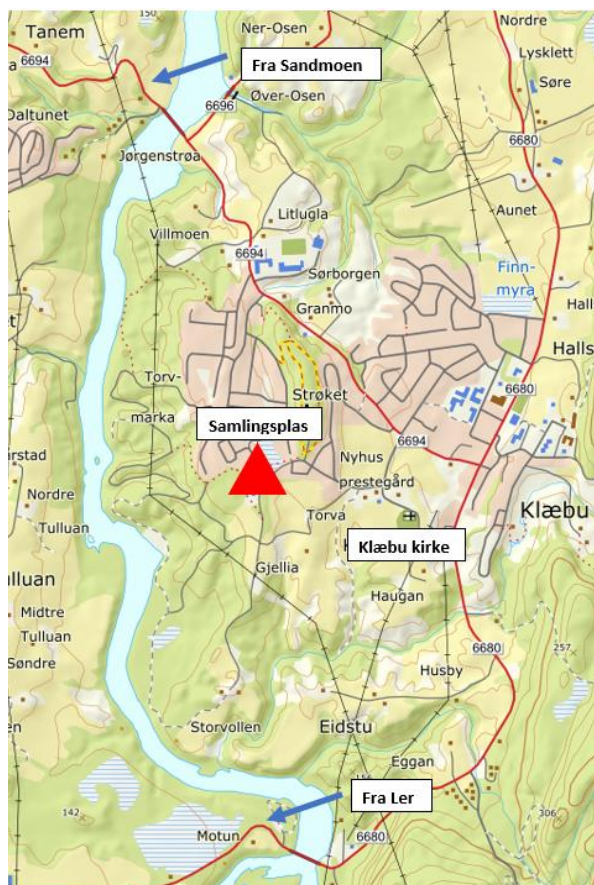 150
Ner-Osen
Nordre
Tanem
6694
Fra Sandmoen
Lysklett
Søre
Øver-Osen
6696
Daltunet
6680
Jørgenstrøa
Aunet
Litlugla
Villmoen
6694
Sørborgen
Finn-
myra
Granmo
Halls
Strøket
6680
Torv-
marka
Samlingsplas
6694
Nyhus
prestegård
Nordre
Tulluan
Torva
Klæbu
Klæbu kirke
Gjellia
Midtre
Tulluan
Haugan
Søndre
257
6680
Husby
Storvollen
Eidstu
Eggan
Fra Ler
142
Motun
6680
306